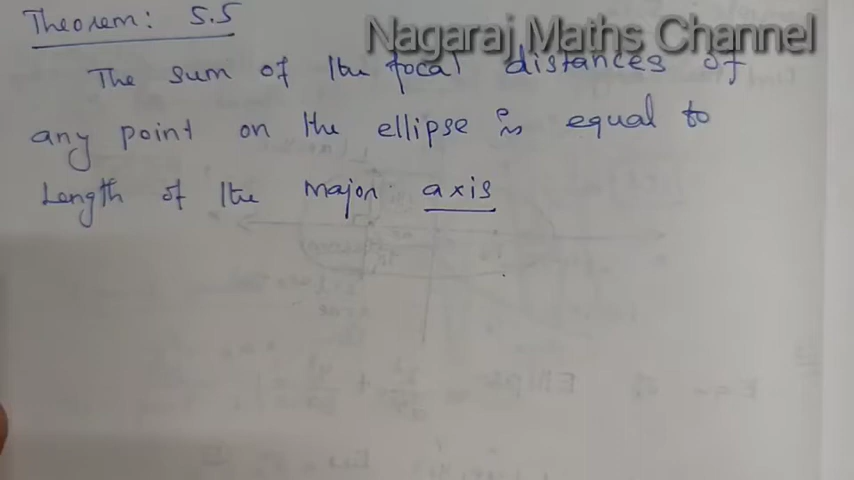 Theorem: 5.5
Nagaraj Maths Channel
The sum of the focal distances of
any point on the ellipse is equal to
Length of the major axis